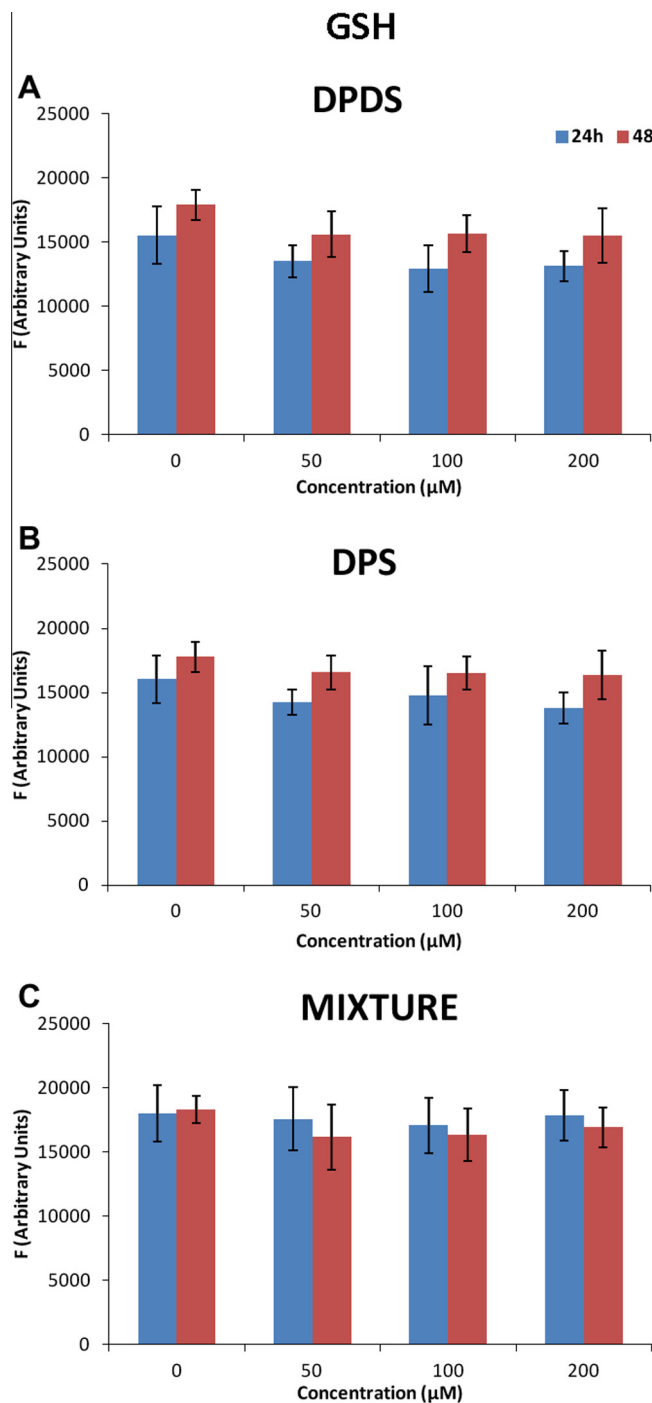 GSH
A
DPDS
25000
24h 48
20000
15000
10000
5000
0
F (Arbitrary Units)
0 50 100 200
Concentration (µM)
B
DPS
25000
20000
15000
10000
5000
0
F (Arbitrary Units)
0 50 100 200
Concentration (µM)
C
MIXTURE
25000
20000
15000
10000
5000
0
F (Arbitrary Units)
0 50 100 200
Concentration (µM)